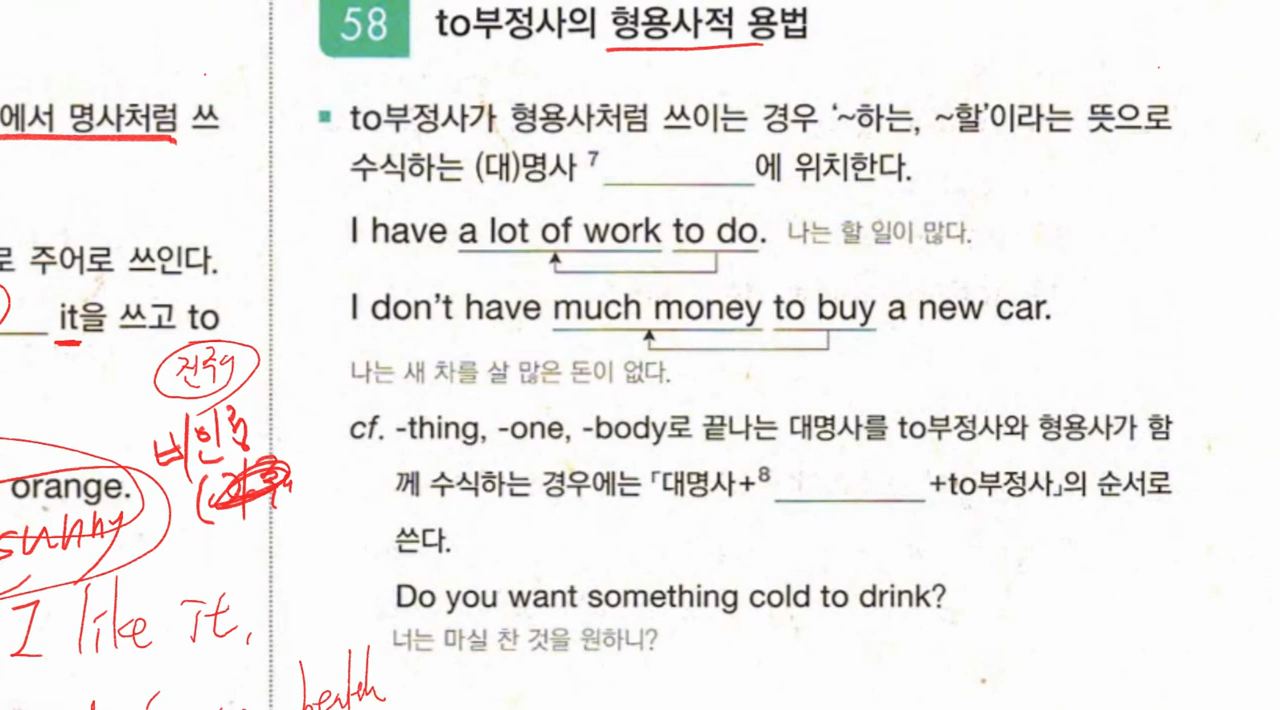 58 to부정사의 형용사적 용법
에서 명사처럼 쓰
로 주어로 쓰인다.
it을 쓰고 to
비인칭
orange.
sunny
I like it.
to부정사가 형용사처럼 쓰이는 경우 ‘~하는, ~할’이라는 뜻으로
수식하는 (대)명사 7 ________ 에 위치한다.
I have a lot of work to do. 나는 할 일이 많다.
I don't have much money to buy a new car.
나는 새 차를 살 많은 돈이 없다.
cf. -thing, -one, -body로 끝나는 대명사를 to부정사와 형용사가 함
께 수식하는 경우에는 「대명사+8 ________ +to부정사」의 순서로
쓴다.
Do you want something cold to drink?
너는 마실 찬 것을 원하니?